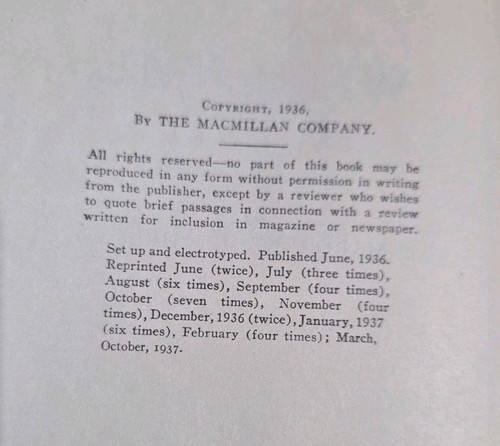 COPYRIGHT, 1936,
BY THE MACMILLAN COMPANY.
All rights reserved—no part of this book may be
reproduced in any form without permission in writing
from the publisher, except by a reviewer who wishes
to quote brief passages in connection with a review
written for inclusion in magazine or newspaper.
Set up and electrotyped. Published June, 1936.
Reprinted June (twice), July (three times),
August (six times), September (four times),
October (seven times), November (four
times), December, 1936 (twice), January, 1937
(six times), February (four times); March,
October, 1937.